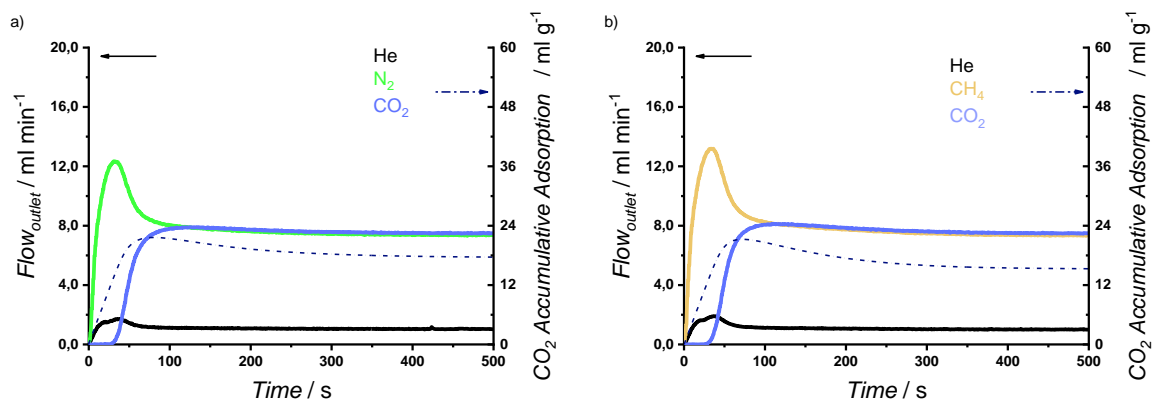 a)
Flow_outlet / ml min⁻¹
20,0
16,0
12,0
8,0
4,0
0,0
He
N₂
CO₂
60
48
36
24
12
0
CO₂ Accumulative Adsorption / ml g⁻¹
0 100 200 300 400 500
Time / s
b)
Flow_outlet / ml min⁻¹
20,0
16,0
12,0
8,0
4,0
0,0
He
CH₄
CO₂
60
48
36
24
12
0
CO₂ Accumulative Adsorption / ml g⁻¹
0 100 200 300 400 500
Time / s